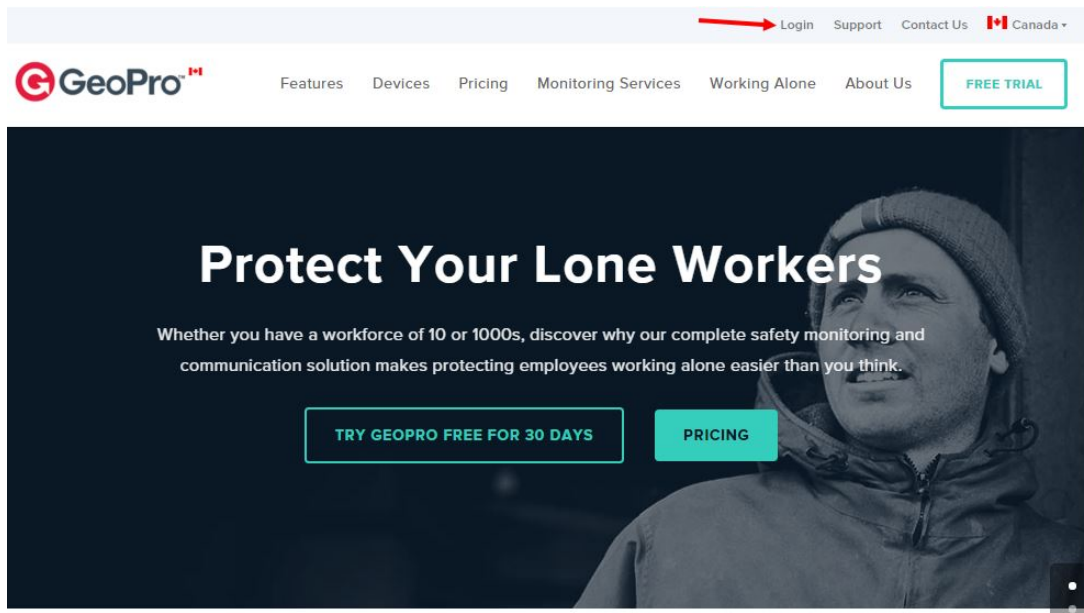 Login Support Contact Us Canada
GeoPro™
Features Devices Pricing Monitoring Services Working Alone About Us FREE TRIAL
Protect Your Lone Workers
Whether you have a workforce of 10 or 1000s, discover why our complete safety monitoring and
communication solution makes protecting employees working alone easier than you think.
TRY GEOPRO FREE FOR 30 DAYS PRICING